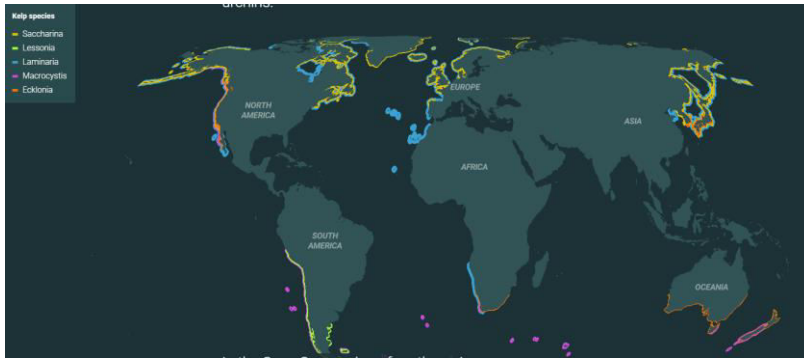 urchins.
Kelp species
Saccharina
Lessonia
Laminaria
Macrocystis
Ecklonia
NORTH
AMERICA
EUROPE
ASIA
AFRICA
SOUTH
AMERICA
OCEANIA